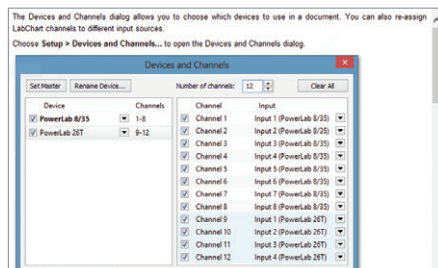 The Devices and Channels dialog allows you to choose which devices to use in a document. You can also re-assign
LabChart channels to different input sources.
Choose Setup > Devices and Channels... to open the Devices and Channels dialog.
Devices and Channels
Set Master Rename Device... Number of channels: 12 Clear All
Device Channels Channel Input
PowerLab 8/35 1-8 Channel 1 Input 1 (PowerLab 8/35)
PowerLab 26T 9-12 Channel 2 Input 2 (PowerLab 8/35)
Channel 3 Input 3 (PowerLab 8/35)
Channel 4 Input 4 (PowerLab 8/35)
Channel 5 Input 5 (PowerLab 8/35)
Channel 6 Input 6 (PowerLab 8/35)
Channel 7 Input 7 (PowerLab 8/35)
Channel 8 Input 8 (PowerLab 8/35)
Channel 9 Input 1 (PowerLab 26T)
Channel 10 Input 2 (PowerLab 26T)
Channel 11 Input 3 (PowerLab 26T)
Channel 12 Input 4 (PowerLab 26T)